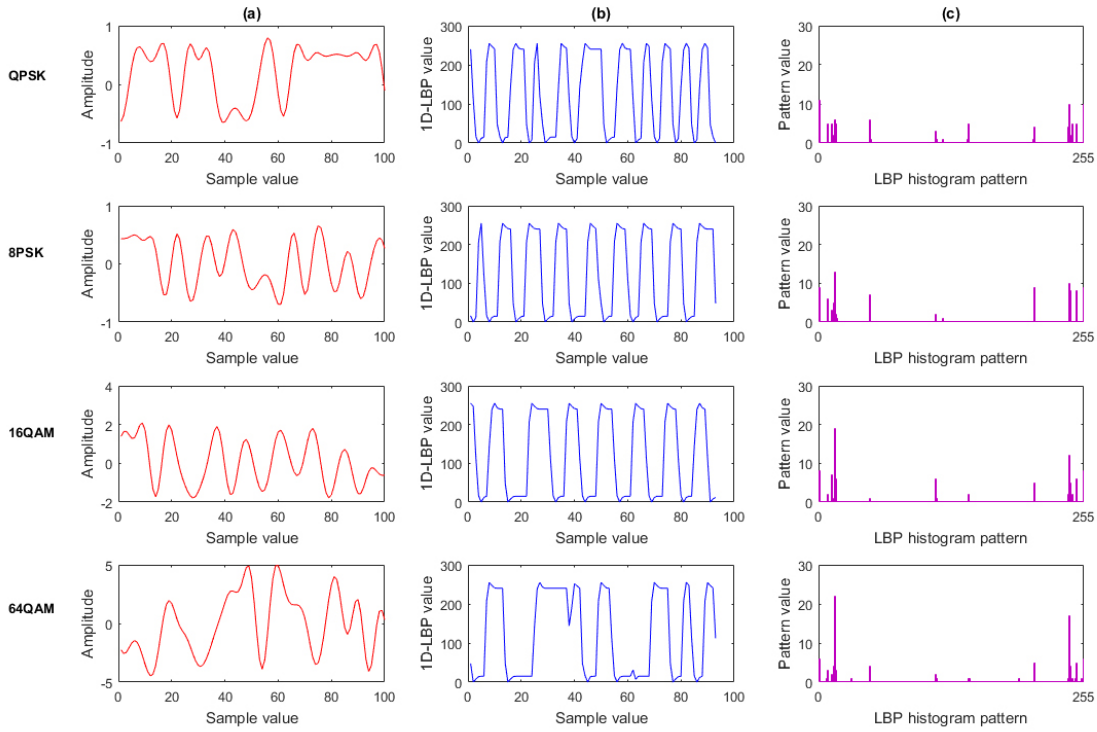 (a) (b) (c)
QPSK
1
0
-1
Amplitude
0 20 40 60 80 100
Sample value
300
200
100
0
1D-LBP value
0 20 40 60 80 100
Sample value
30
20
10
0
Pattern value
0 255
LBP histogram pattern
8PSK
1
0
-1
Amplitude
0 20 40 60 80 100
Sample value
300
200
100
0
1D-LBP value
0 20 40 60 80 100
Sample value
30
20
10
0
Pattern value
0 255
LBP histogram pattern
16QAM
4
2
0
-2
Amplitude
0 20 40 60 80 100
Sample value
300
200
100
0
1D-LBP value
0 20 40 60 80 100
Sample value
30
20
10
0
Pattern value
0 255
LBP histogram pattern
64QAM
5
0
-5
Amplitude
0 20 40 60 80 100
Sample value
300
200
100
0
1D-LBP value
0 20 40 60 80 100
Sample value
30
20
10
0
Pattern value
0 255
LBP histogram pattern